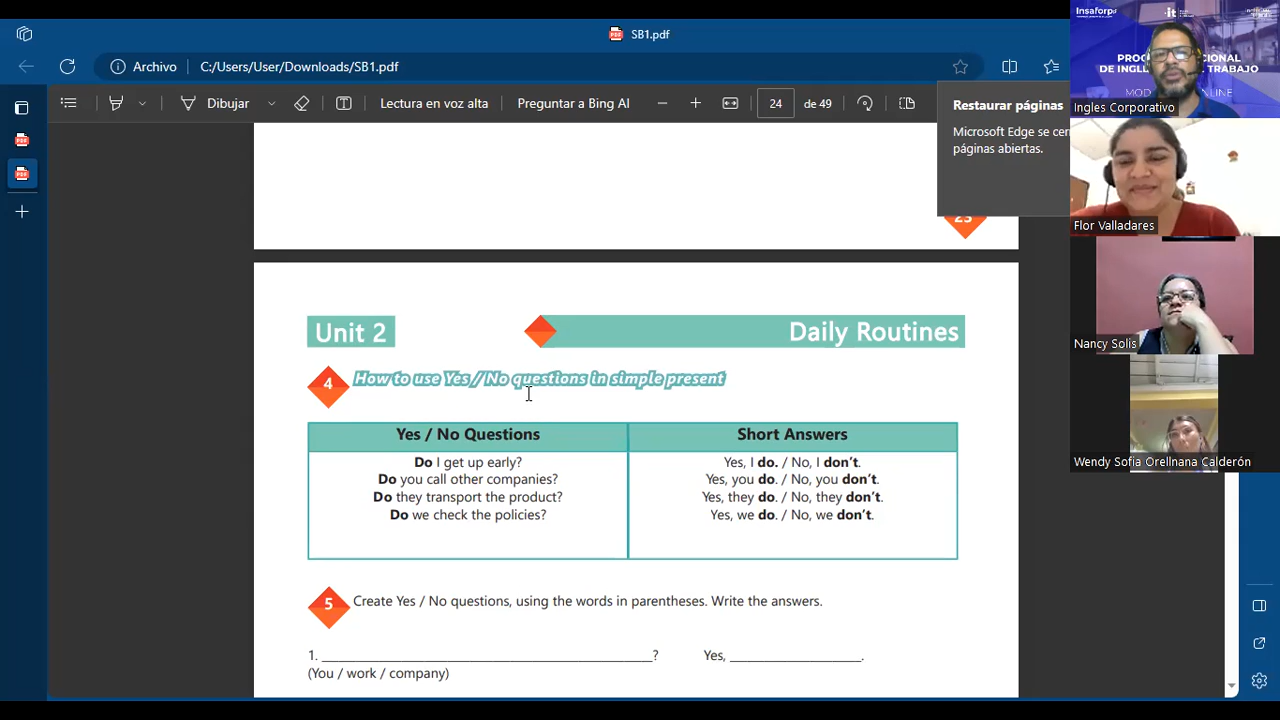 SB1.pdf
Archivo
C:/Users/User/Downloads/SB1.pdf
Dibujar
Lectura en voz alta
Preguntar a Bing AI
24
de 49
Restaurar páginas
Microsoft Edge se cer
páginas abiertas.
23
Unit 2
Daily Routines
4
How to use Yes / No questions in simple present
Yes / No Questions
Short Answers
Do I get up early?
Yes, I do. / No, I don't.
Do you call other companies?
Yes, you do. / No, you don't.
Do they transport the product?
Yes, they do. / No, they don't.
Do we check the policies?
Yes, we do. / No, we don't.
5
Create Yes / No questions, using the words in parentheses. Write the answers.
1. ______________________________________________________?
Yes, _____________________.
(You / work / company)
Insaforp
it
Ingles Corporativo
Flor Valladares
Nancy Solis
Wendy Sofia Orellnana Calderón